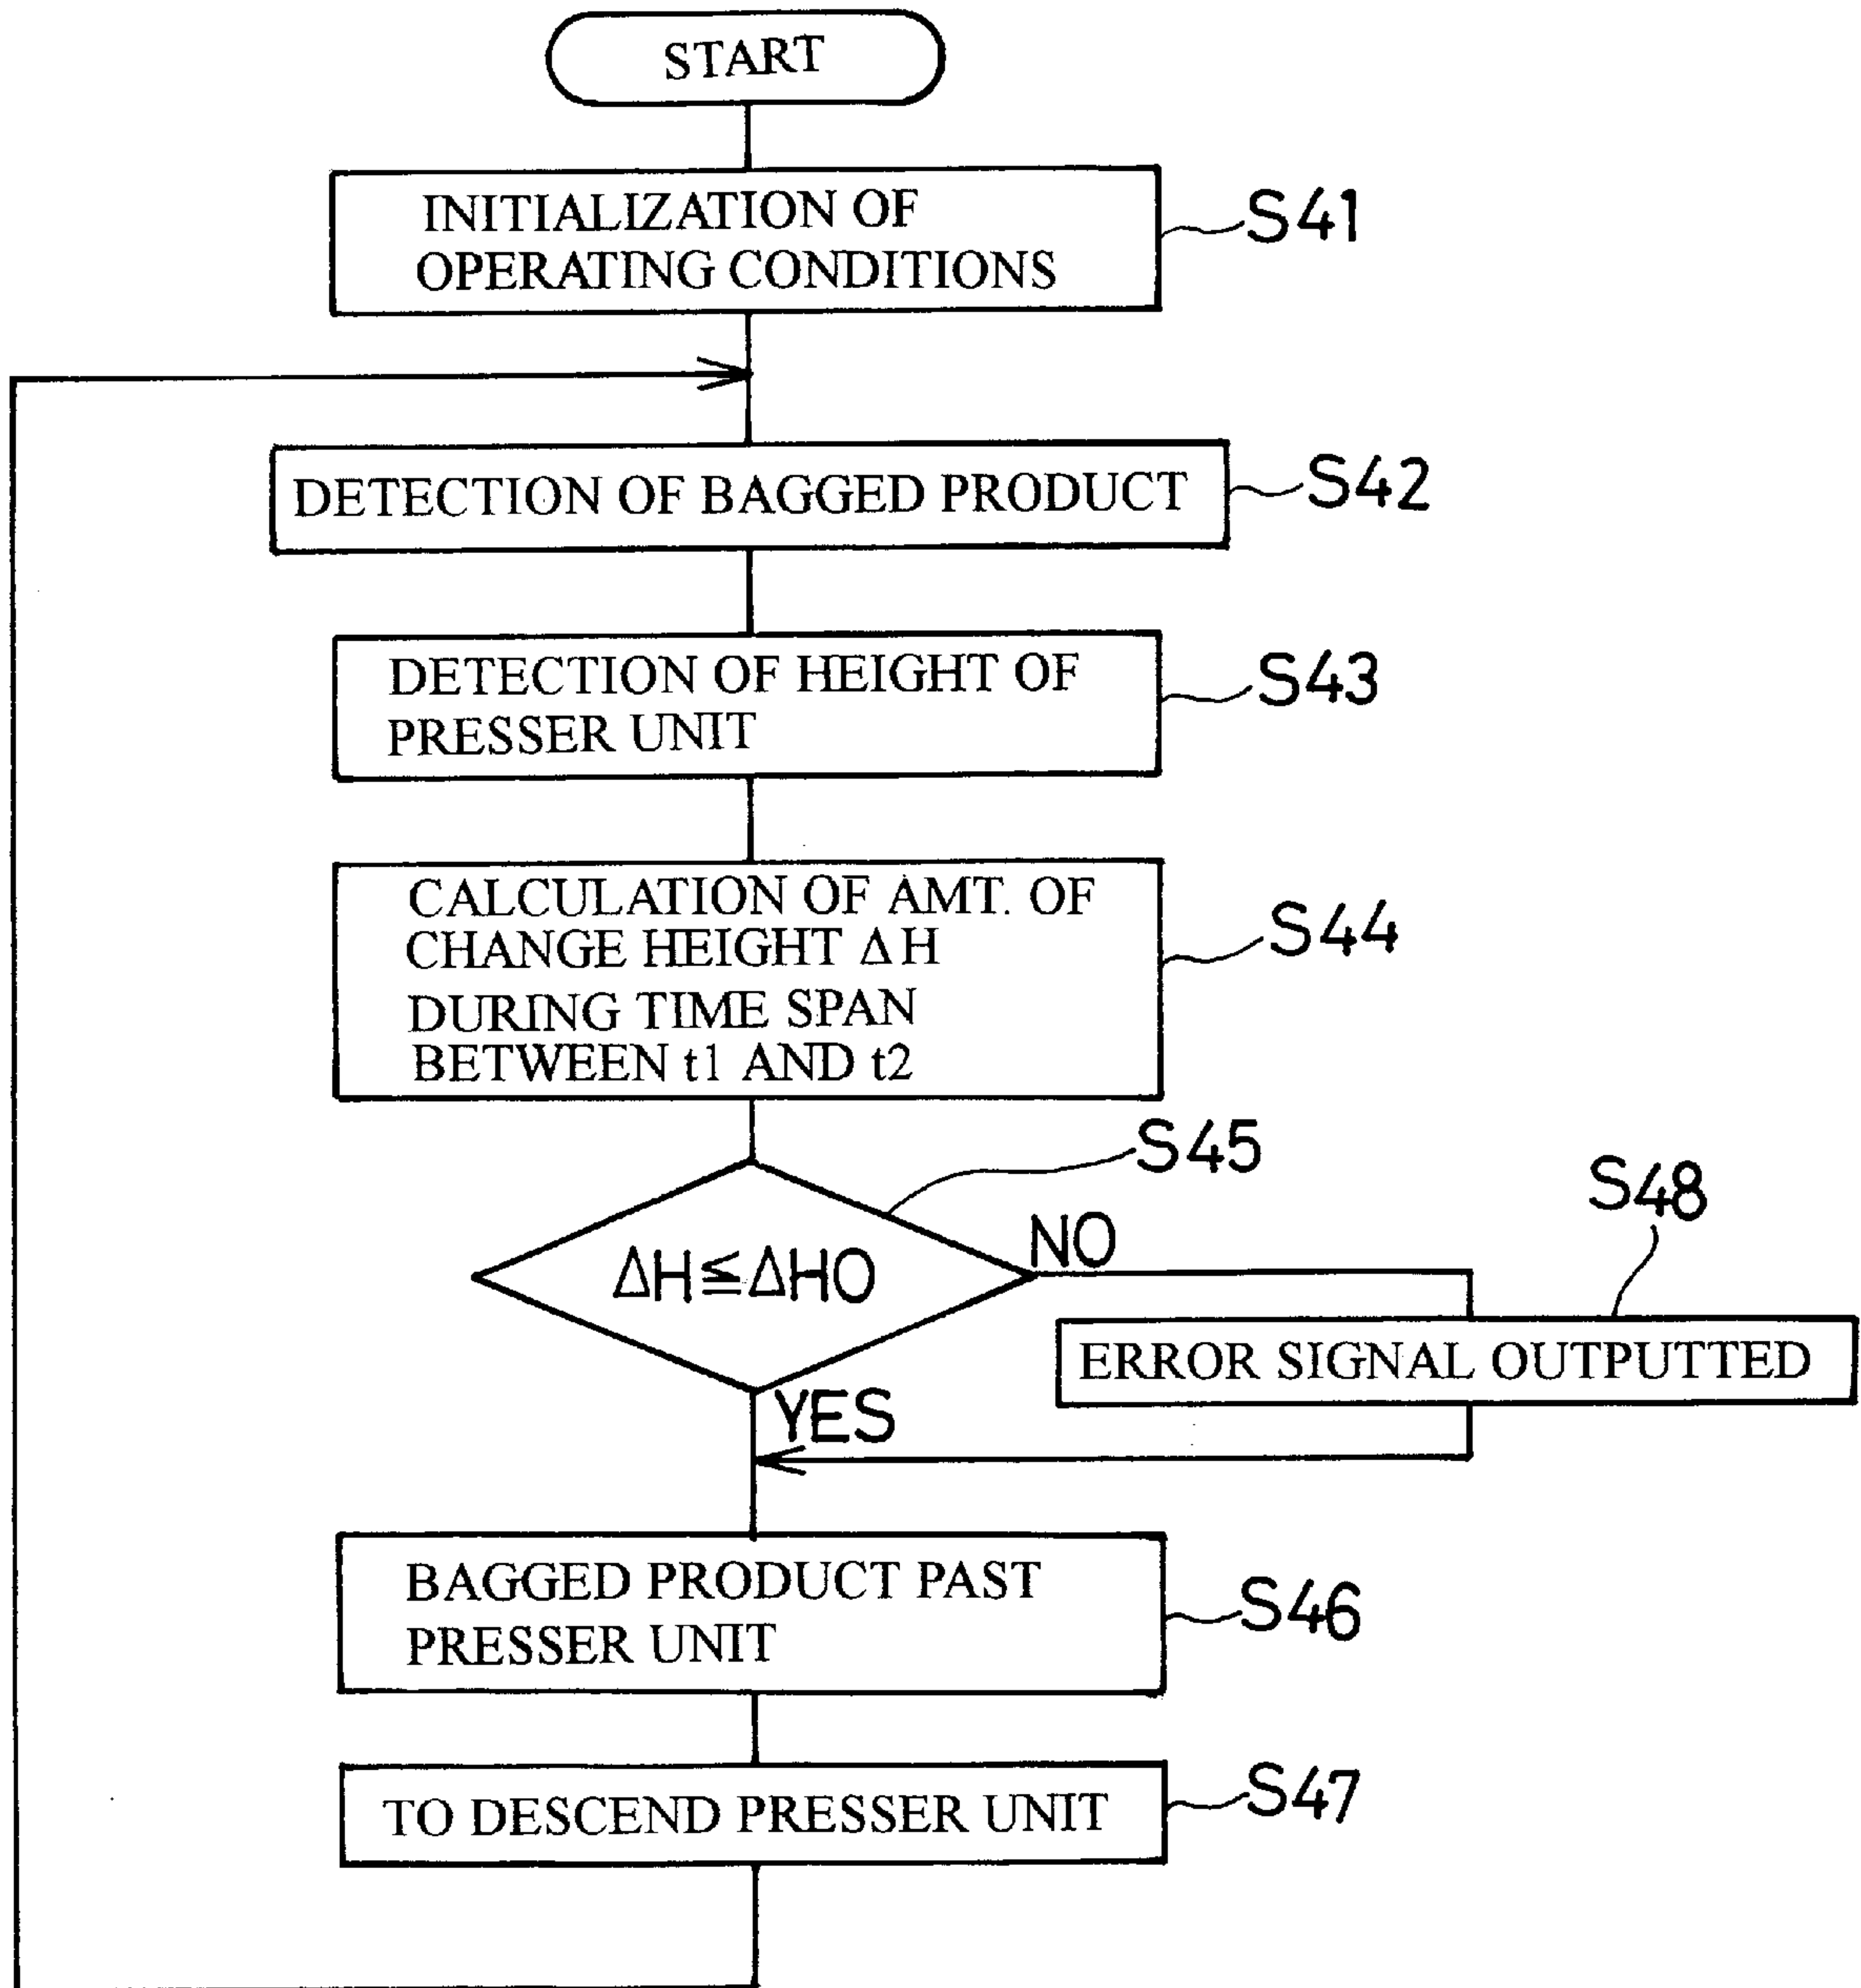 START
INITIALIZATION OF
OPERATING CONDITIONS
S41
DETECTION OF BAGGED PRODUCT
S42
DETECTION OF HEIGHT OF
PRESSER UNIT
S43
CALCULATION OF AMT. OF
CHANGE HEIGHT ΔH
DURING TIME SPAN
BETWEEN t1 AND t2
S44
S45
ΔH≦ΔHO
NO
S48
ERROR SIGNAL OUTPUTTED
YES
BAGGED PRODUCT PAST
PRESSER UNIT
S46
TO DESCEND PRESSER UNIT
S47